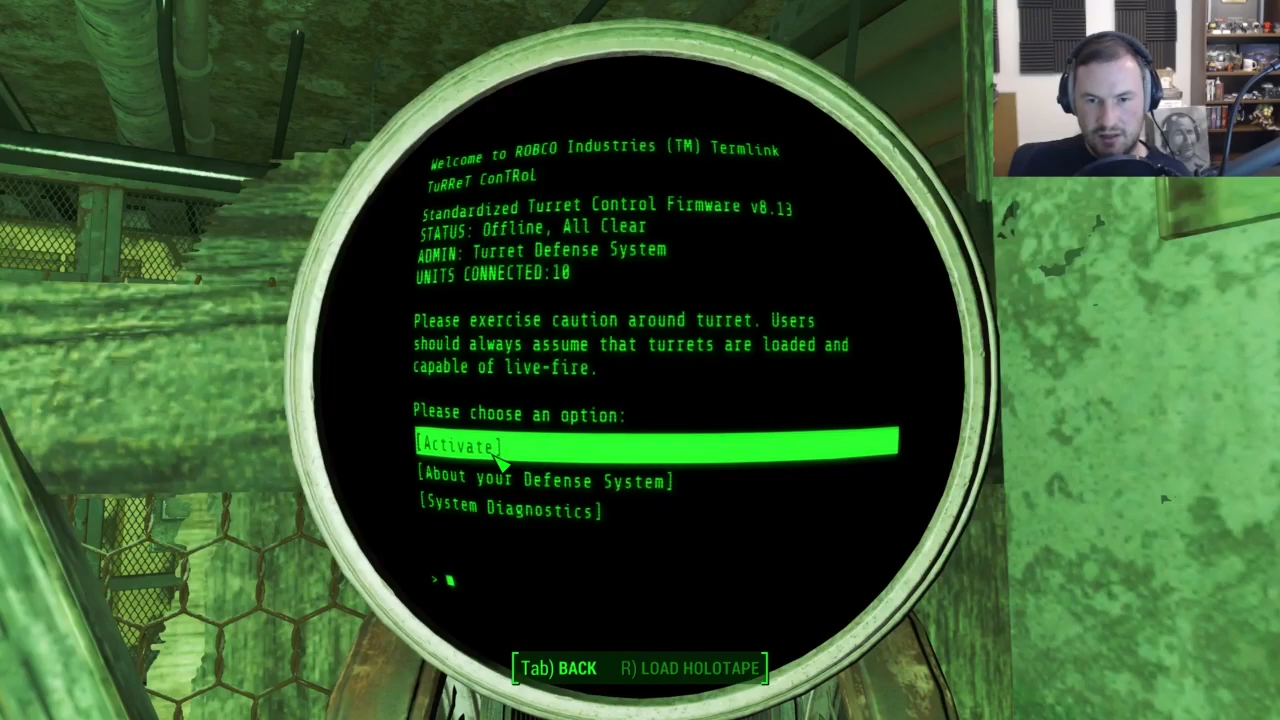 Welcome to ROBCO Industries (TM) Termlink
TuRReT ConTRoL
Standardized Turret Control Firmware v8.13
STATUS: Offline, All Clear
ADMIN: Turret Defense System
UNITS CONNECTED:10
Please exercise caution around turret. Users
should always assume that turrets are loaded and
capable of live-fire.
Please choose an option:
[Activate]
[About your Defense System]
[System Diagnostics]
>
Tab) BACK R) LOAD HOLOTAPE